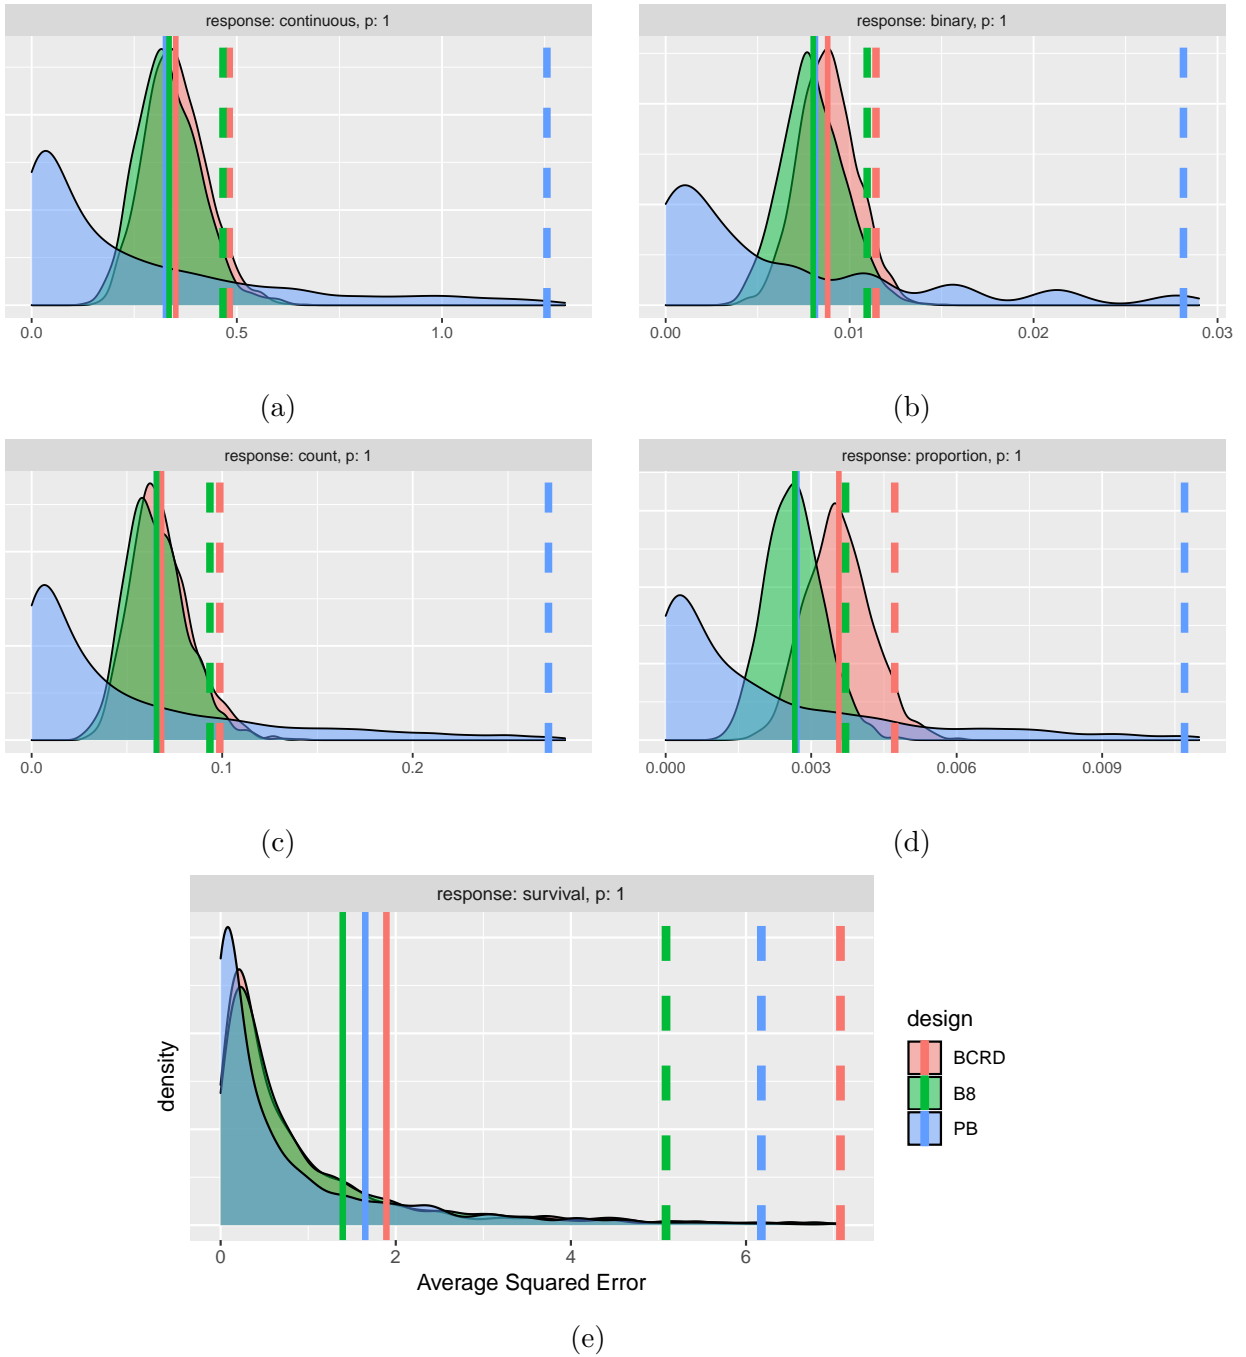 response: continuous, p: 1
0.0 0.5 1.0
(a)
response: binary, p: 1
0.00 0.01 0.02 0.03
(b)
response: count, p: 1
0.0 0.1 0.2
(c)
response: proportion, p: 1
0.000 0.003 0.006 0.009
(d)
response: survival, p: 1
density
0 2 4 6
Average Squared Error
design
BCRD
B8
PB
(e)